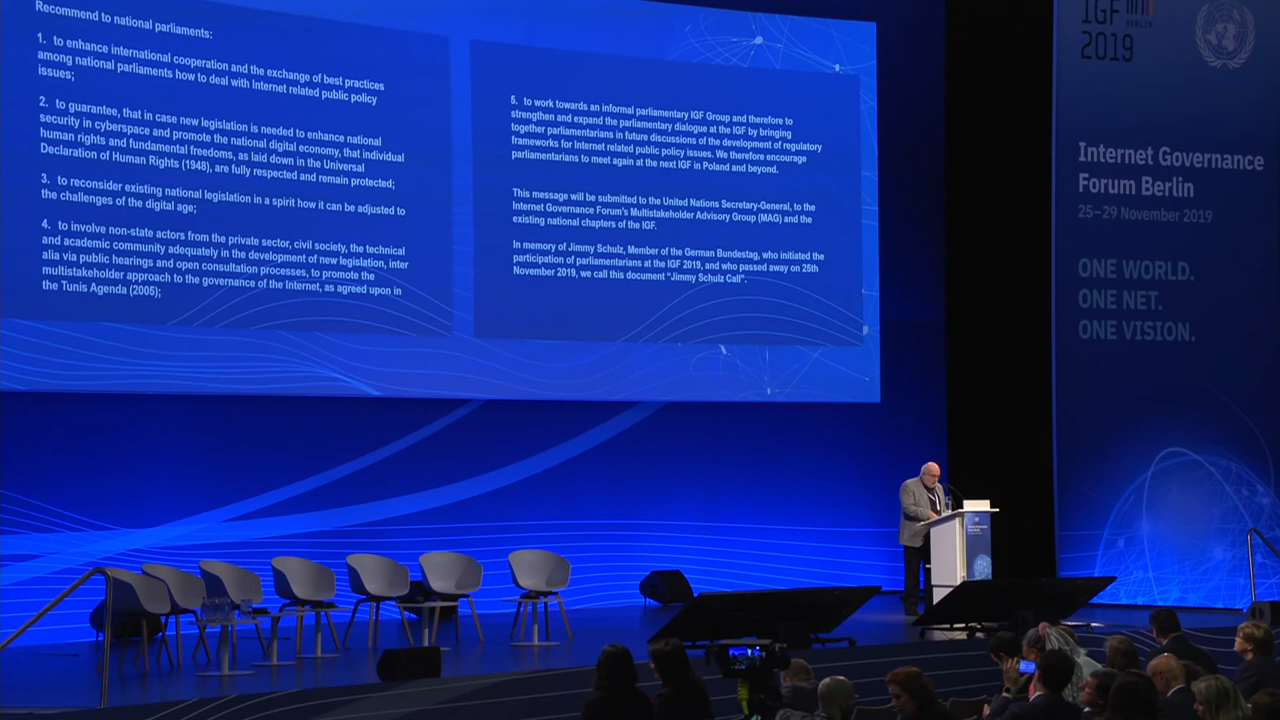 Recommend to national parliaments:
1. to enhance international cooperation and the exchange of best practices
among national parliaments how to deal with Internet related public policy
issues;
2. to guarantee, that in case new legislation is needed to enhance national
security in cyberspace and promote the national digital economy, that individual
human rights and fundamental freedoms, as laid down in the Universal
Declaration of Human Rights (1948), are fully respected and remain protected;
3. to reconsider existing national legislation in a spirit how it can be adjusted to
the challenges of the digital age;
4. to involve non-state actors from the private sector, civil society, the technical
and academic community adequately in the development of new legislation, inter
alia via public hearings and open consultation processes, to promote the
multistakeholder approach to the governance of the Internet, as agreed upon in
the Tunis Agenda (2005);
5. to work towards an informal parliamentary IGF Group and therefore to
strengthen and expand the parliamentary dialogue at the IGF by bringing
together parliamentarians in future discussions of the development of regulatory
frameworks for Internet related public policy issues. We therefore encourage
parliamentarians to meet again at the next IGF in Poland and beyond.
This message will be submitted to the United Nations Secretary-General, to the
Internet Governance Forum's Multistakeholder Advisory Group (MAG) and the
existing national chapters of the IGF.
In memory of Jimmy Schulz, Member of the German Bundestag, who initiated the
participation of parliamentarians at the IGF 2019, and who passed away on 25th
November 2019, we call this document "Jimmy Schulz Call".
IGF
BERLIN
2019
Internet Governance
Forum Berlin
25–29 November 2019
ONE WORLD.
ONE NET.
ONE VISION.